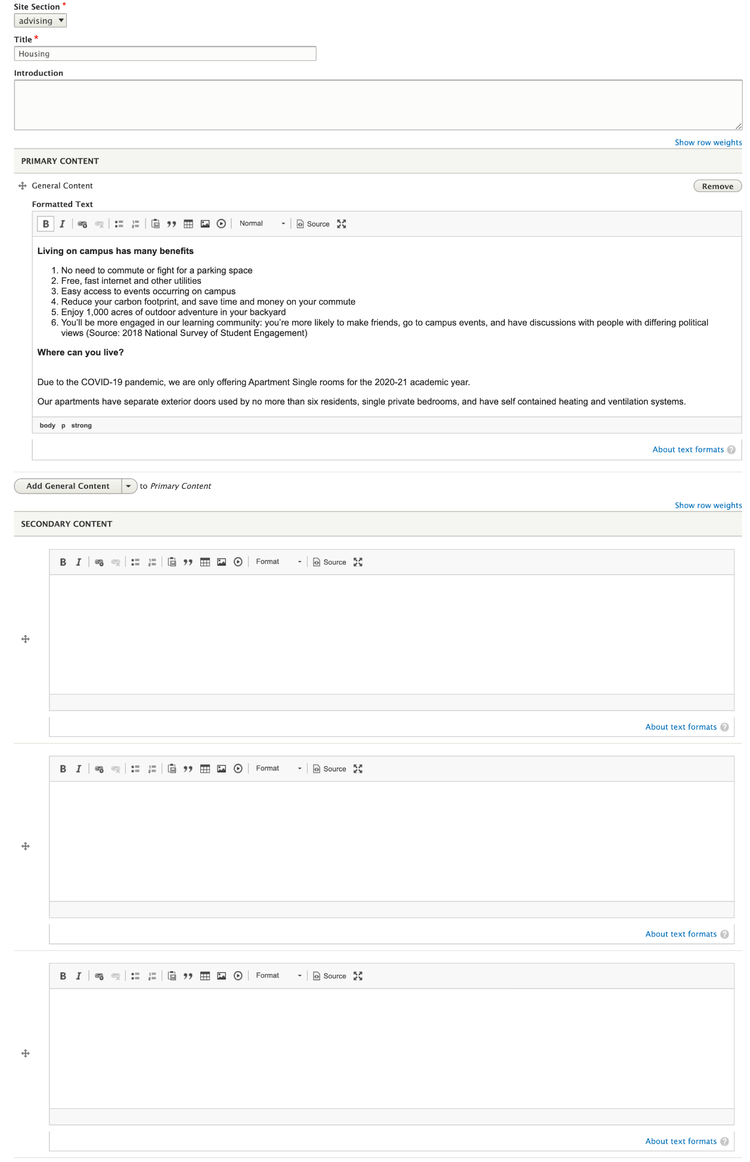 Site Section *
advising
Title *
Housing
Introduction
Show row weights
PRIMARY CONTENT
General Content
Remove
Formatted Text
B I Normal Source
Living on campus has many benefits
1. No need to commute or fight for a parking space
2. Free, fast internet and other utilities
3. Easy access to events occurring on campus
4. Reduce your carbon footprint, and save time and money on your commute
5. Enjoy 1,000 acres of outdoor adventure in your backyard
6. You'll be more engaged in our learning community: you're more likely to make friends, go to campus events, and have discussions with people with differing political
views (Source: 2018 National Survey of Student Engagement)
Where can you live?
Due to the COVID-19 pandemic, we are only offering Apartment Single rooms for the 2020-21 academic year.
Our apartments have separate exterior doors used by no more than six residents, single private bedrooms, and have self contained heating and ventilation systems.
body p strong
About text formats ?
Add General Content to Primary Content
Show row weights
SECONDARY CONTENT
B I Format Source
About text formats ?
B I Format Source
About text formats ?
B I Format Source
About text formats ?